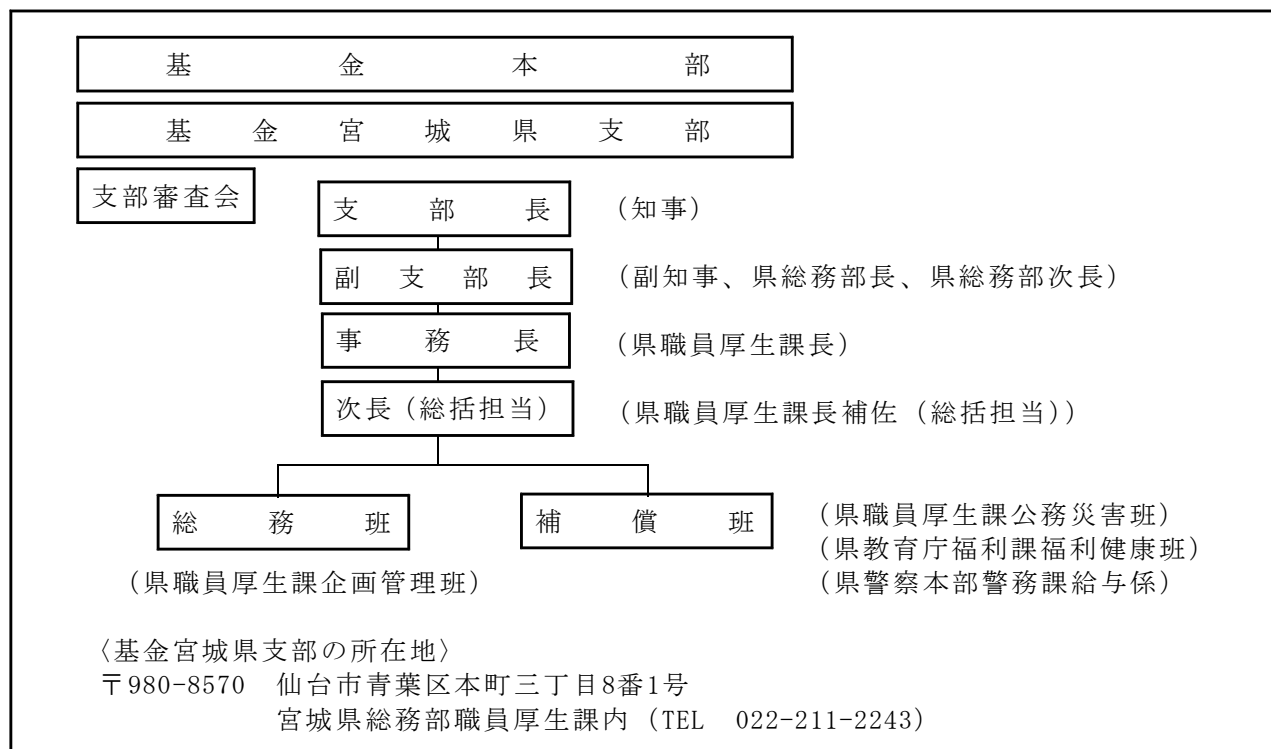 基金本部
基金宮城県支部
支部審査会
支部長 (知事)
副支部長 (副知事、県総務部長、県総務部次長)
事務長 (県職員厚生課長)
次長(総括担当) (県職員厚生課長補佐(総括担当))
総務班 補償班 (県職員厚生課公務災害班)
(県教育庁福利課福利健康班)
(県職員厚生課企画管理班) (県警察本部警務課給与係)
〈基金宮城県支部の所在地〉
〒980-8570 仙台市青葉区本町三丁目8番1号
宮城県総務部職員厚生課内(TEL 022-211-2243)